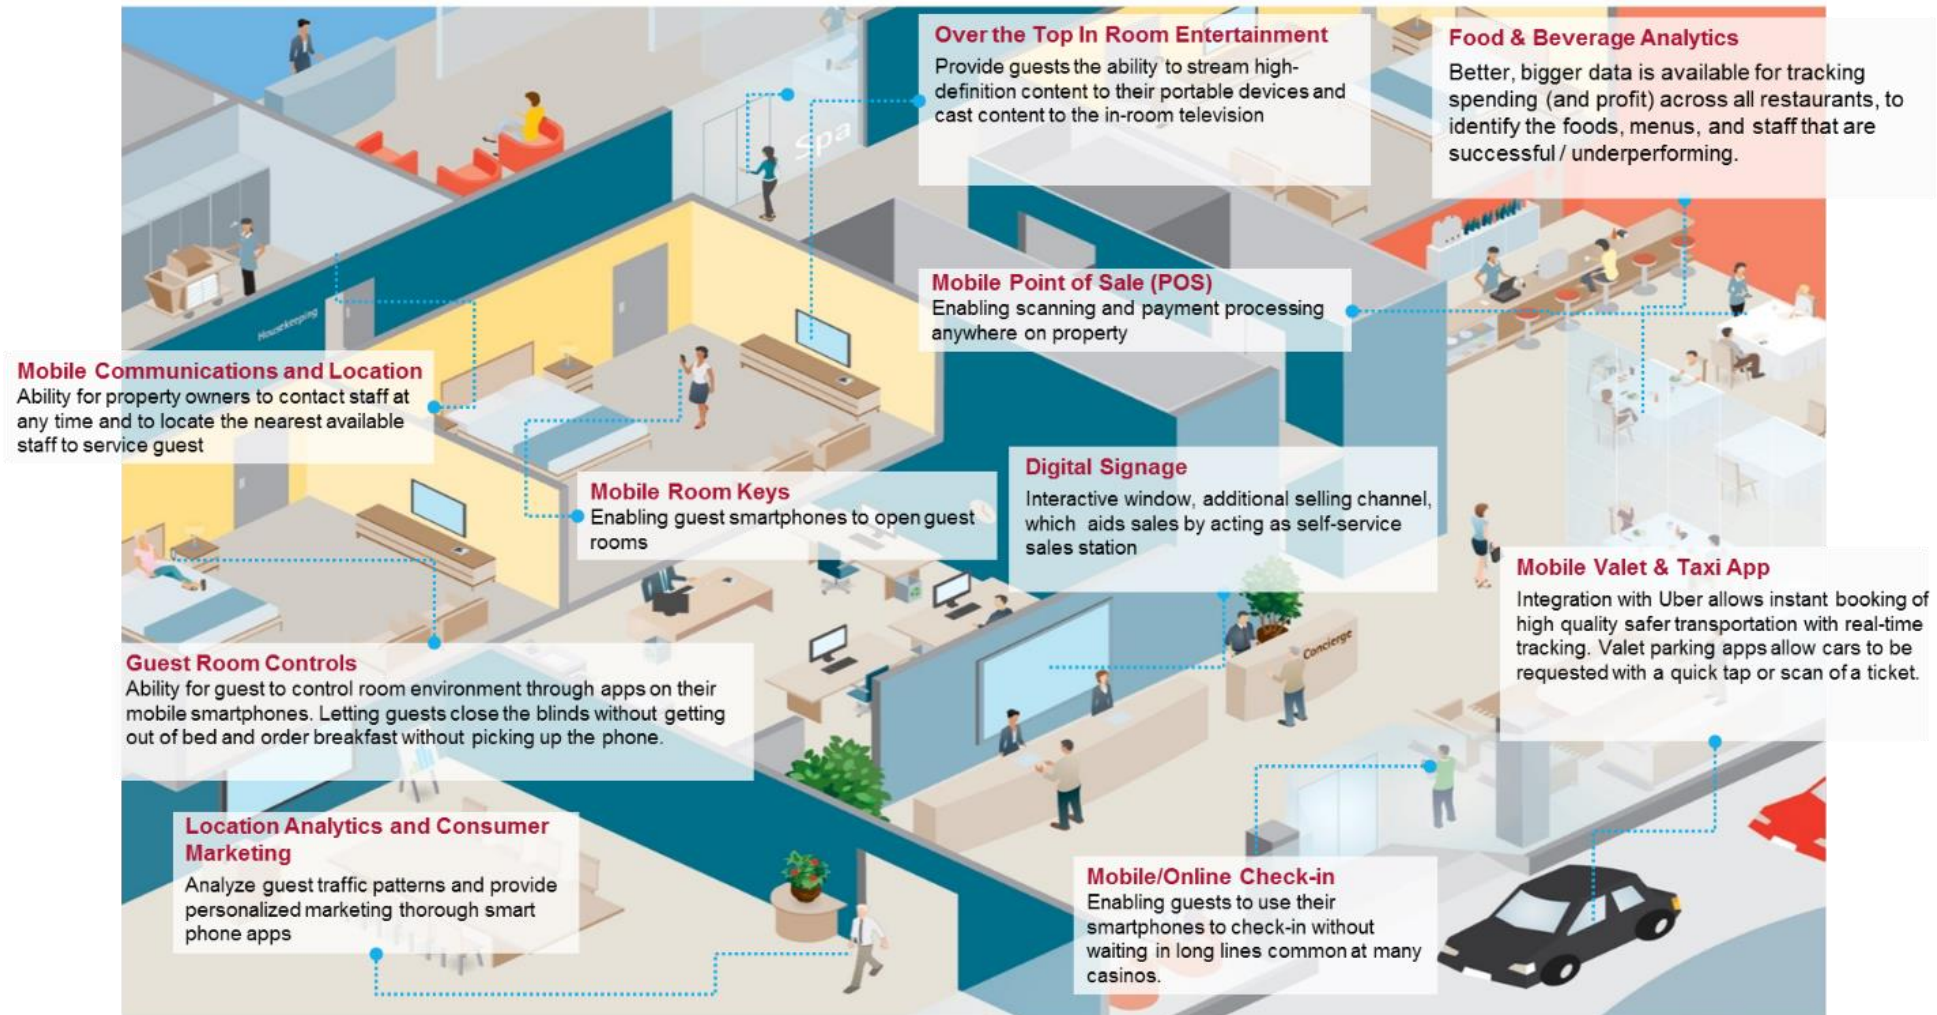 Over the Top In Room Entertainment
Provide guests the ability to stream high-
definition content to their portable devices and
cast content to the in-room television
Food & Beverage Analytics
Better, bigger data is available for tracking
spending (and profit) across all restaurants, to
identify the foods, menus, and staff that are
successful / underperforming.
Spa
Mobile Point of Sale (POS)
Enabling scanning and payment processing
anywhere on property
Housekeeping
Mobile Communications and Location
Ability for property owners to contact staff at
any time and to locate the nearest available
staff to service guest
Mobile Room Keys
Enabling guest smartphones to open guest
rooms
Digital Signage
Interactive window, additional selling channel,
which aids sales by acting as self-service
sales station
Mobile Valet & Taxi App
Integration with Uber allows instant booking of
high quality safer transportation with real-time
tracking. Valet parking apps allow cars to be
requested with a quick tap or scan of a ticket.
Concierge
Guest Room Controls
Ability for guest to control room environment through apps on their
mobile smartphones. Letting guests close the blinds without getting
out of bed and order breakfast without picking up the phone.
Location Analytics and Consumer
Marketing
Analyze guest traffic patterns and provide
personalized marketing thorough smart
phone apps
Mobile/Online Check-in
Enabling guests to use their
smartphones to check-in without
waiting in long lines common at many
casinos.